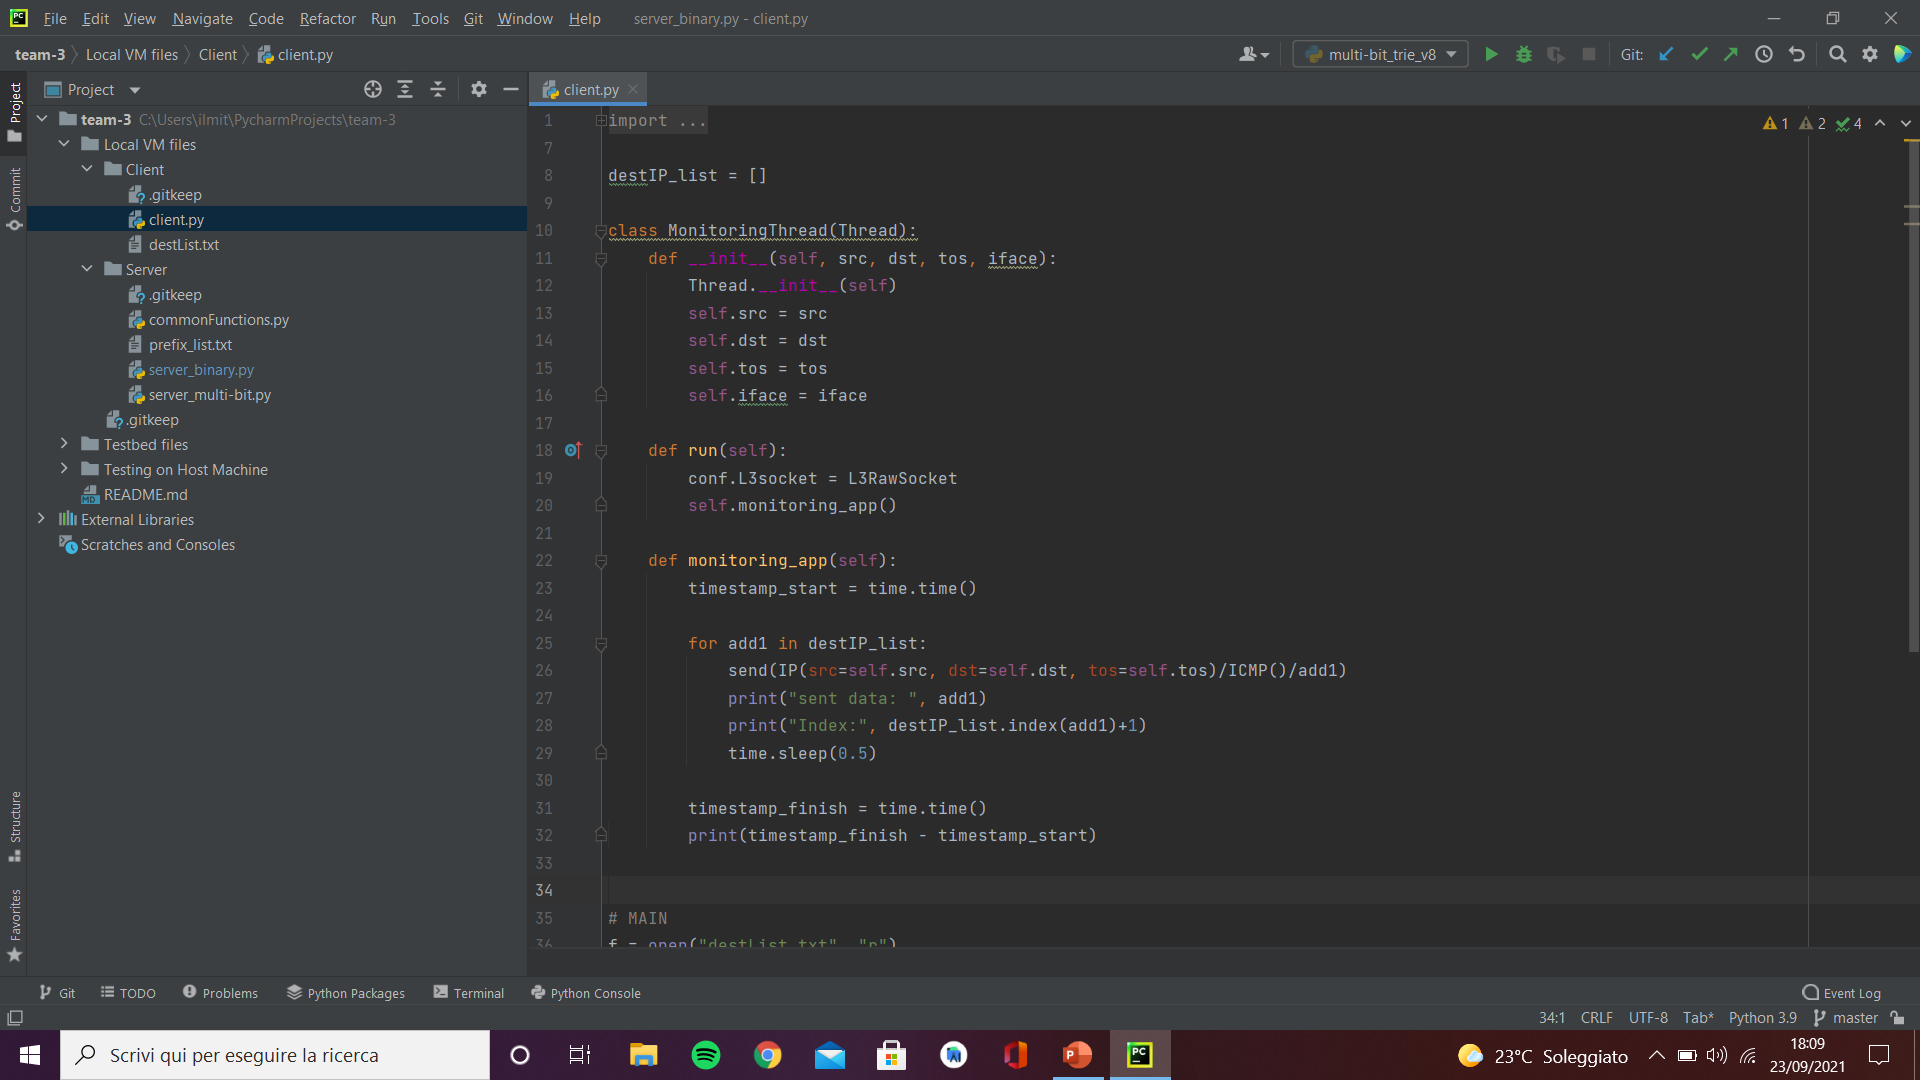 File Edit View Navigate Code Refactor Run Tools Git Window Help server_binary.py - client.py
team-3 Local VM files Client client.py multi-bit_trie_v8 Git:
Project
client.py
Project
Commit
Structure
Favorites
team-3 C:\Users\ilmit\PycharmProjects\team-3
Local VM files
Client
.gitkeep
client.py
destList.txt
Server
.gitkeep
commonFunctions.py
prefix_list.txt
server_binary.py
server_multi-bit.py
.gitkeep
Testbed files
Testing on Host Machine
README.md
External Libraries
Scratches and Consoles
1 import ...
1 2 4
7
8 destIP_list = []
9
10 class MonitoringThread(Thread):
11 def __init__(self, src, dst, tos, iface):
12 Thread.__init__(self)
13 self.src = src
14 self.dst = dst
15 self.tos = tos
16 self.iface = iface
17
18 def run(self):
19 conf.L3socket = L3RawSocket
20 self.monitoring_app()
21
22 def monitoring_app(self):
23 timestamp_start = time.time()
24
25 for add1 in destIP_list:
26 send(IP(src=self.src, dst=self.dst, tos=self.tos)/ICMP()/add1)
27 print("sent data: ", add1)
28 print("Index:", destIP_list.index(add1)+1)
29 time.sleep(0.5)
30
31 timestamp_finish = time.time()
32 print(timestamp_finish - timestamp_start)
33
34
35 # MAIN
36 f = open("destList.txt", "r")
Git TODO Problems Python Packages Terminal Python Console Event Log
34:1 CRLF UTF-8 Tab* Python 3.9 master
Scrivi qui per eseguire la ricerca
23°C Soleggiato
18:09
23/09/2021